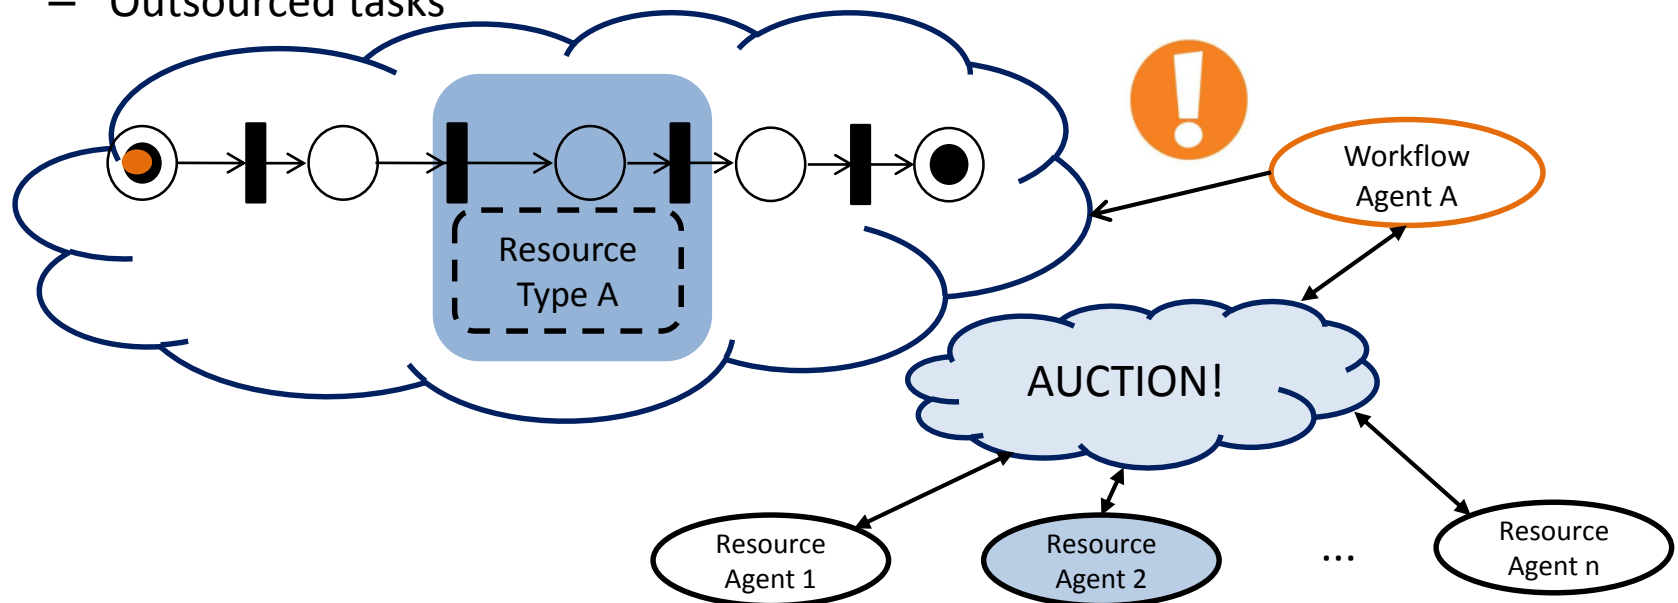 – Outsourced tasks
Workflow
Agent A
Resource
Type A
AUCTION!
Resource
Agent 1
Resource
Agent 2
...
Resource
Agent n